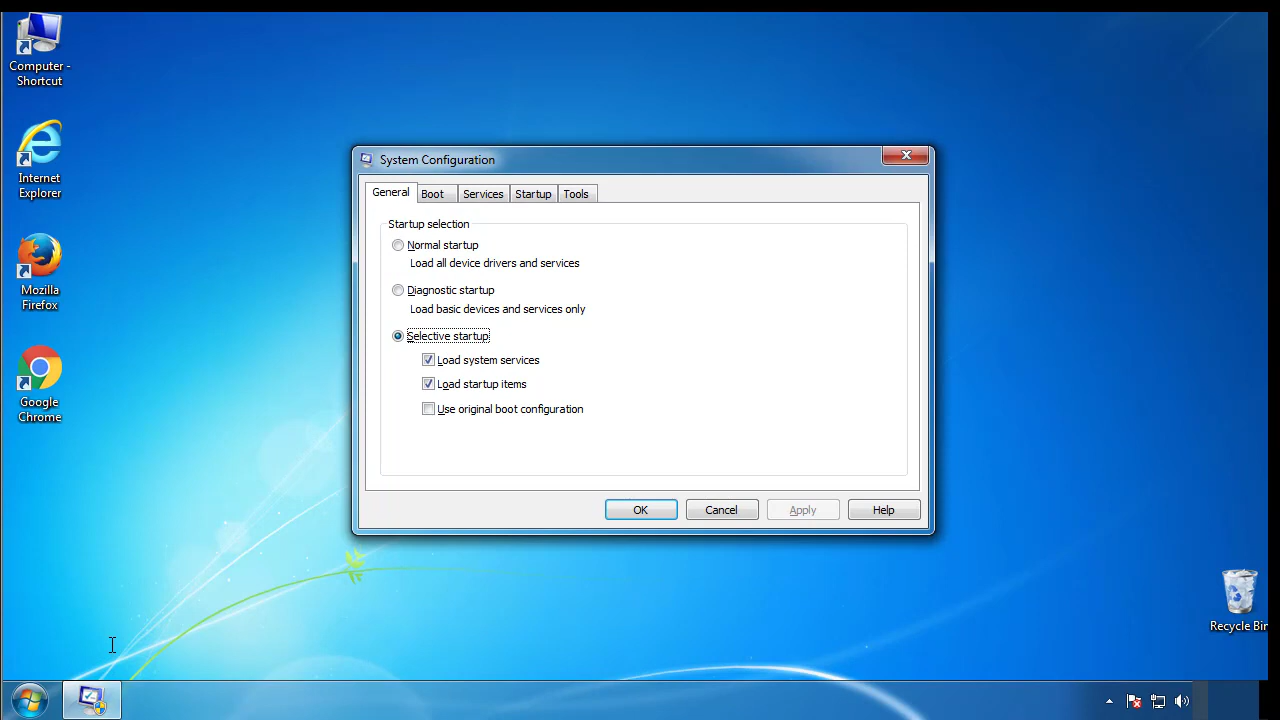 Computer -
Shortcut
Internet
Explorer
Mozilla
Firefox
Google
Chrome
System Configuration
General
Boot
Services
Startup
Tools
Startup selection
Normal startup
Load all device drivers and services
Diagnostic startup
Load basic devices and services only
Selective startup
Load system services
Load startup items
Use original boot configuration
OK
Cancel
Apply
Help
Recycle Bin